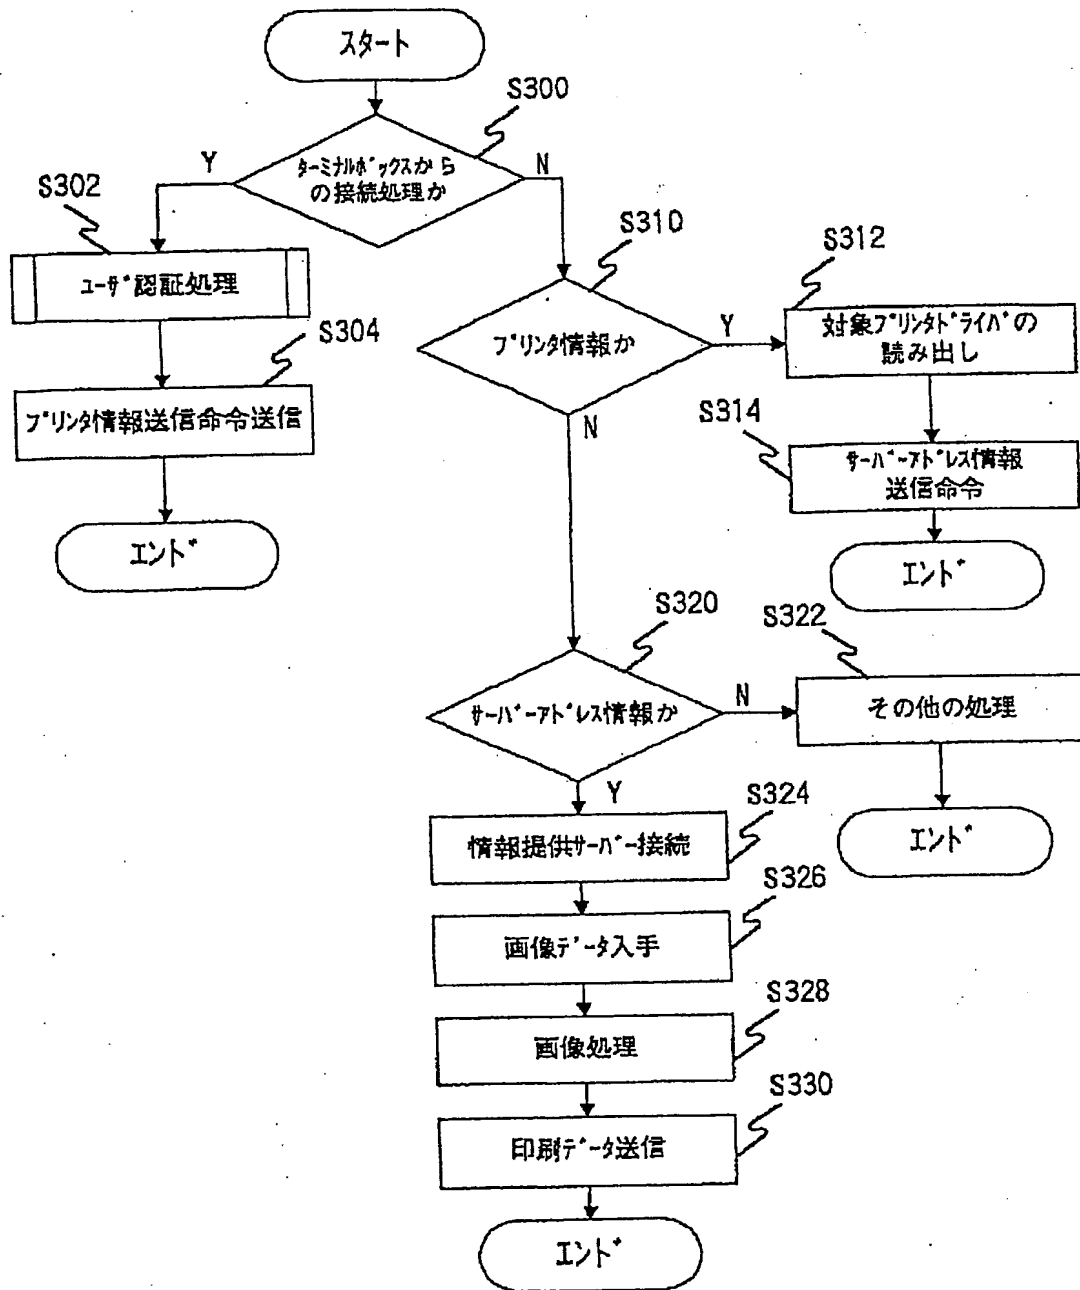 スタート
S300
ターミナルボックスから
の接続処理か
Y
N
S302
ユーザ認証処理
S304
プリンタ情報送信命令送信
エンド
S310
プリンタ情報か
Y
N
S312
対象プリンタドライバの
読み出し
S314
サーバーアドレス情報
送信命令
エンド
S320
サーバーアドレス情報か
N
Y
S322
その他の処理
エンド
S324
情報提供サーバー接続
S326
画像データ入手
S328
画像処理
S330
印刷データ送信
エンド